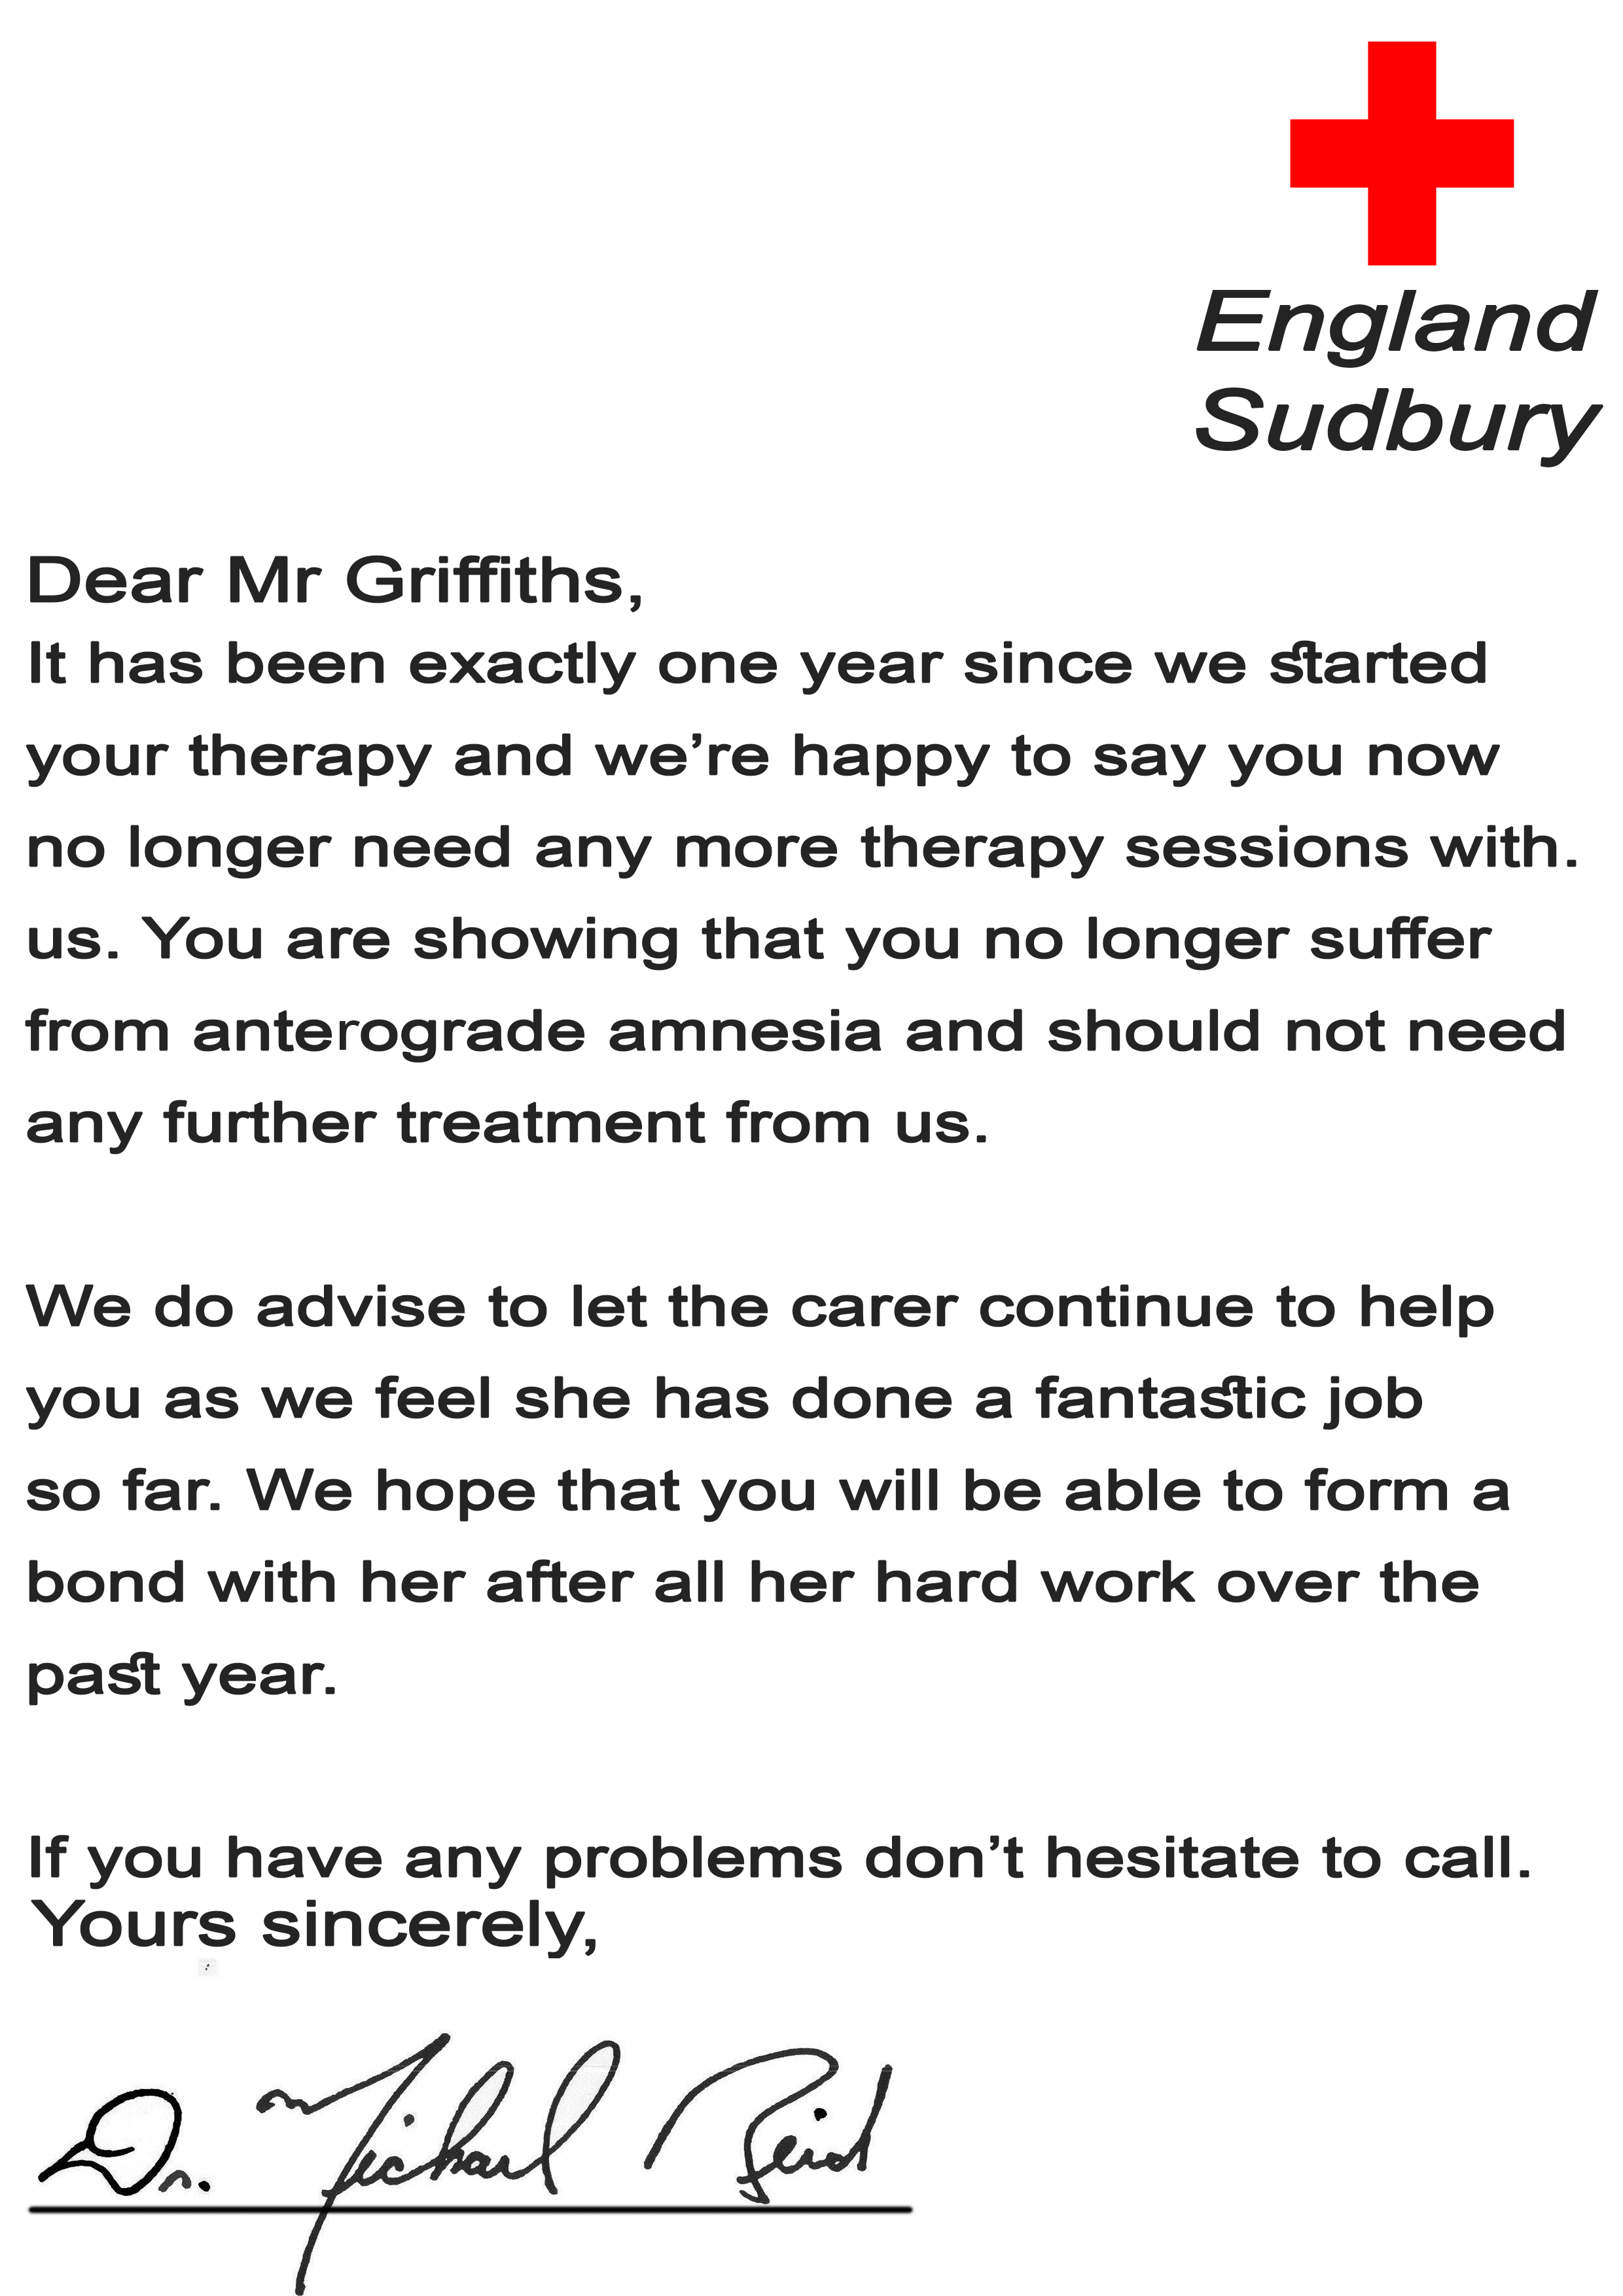 England
Sudbury
Dear Mr Griffiths,
It has been exactly one year since we started
your therapy and we're happy to say you now
no longer need any more therapy sessions with.
us. You are showing that you no longer suffer
from anterograde amnesia and should not need
any further treatment from us.
We do advise to let the carer continue to help
you as we feel she has done a fantastic job
so far. We hope that you will be able to form a
bond with her after all her hard work over the
past year.
If you have any problems don't hesitate to call.
Yours sincerely,
Dr. Michael Reid